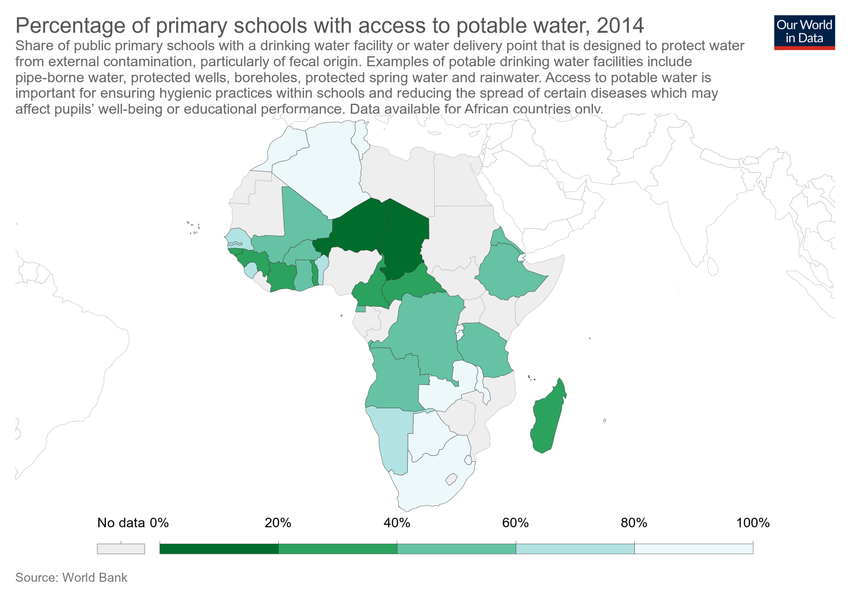 Percentage of primary schools with access to potable water, 2014
Our World
in Data
Share of public primary schools with a drinking water facility or water delivery point that is designed to protect water
from external contamination, particularly of fecal origin. Examples of potable drinking water facilities include
pipe-borne water, protected wells, boreholes, protected spring water and rainwater. Access to potable water is
important for ensuring hygienic practices within schools and reducing the spread of certain diseases which may
affect pupils' well-being or educational performance. Data available for African countries only.
No data 0% 20% 40% 60% 80% 100%
Source: World Bank